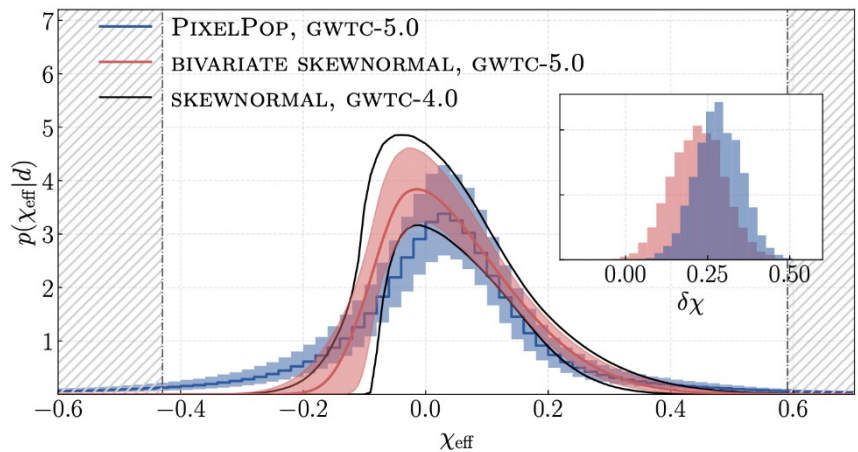 PIXELPOP, GWTC-5.0
BIVARIATE SKEWNORMAL, GWTC-5.0
SKEWNORMAL, GWTC-4.0
7
6
5
4
3
2
1
p(χeff|d)
0.00 0.25 0.50
δχ
−0.6 −0.4 −0.2 0.0 0.2 0.4 0.6
χeff